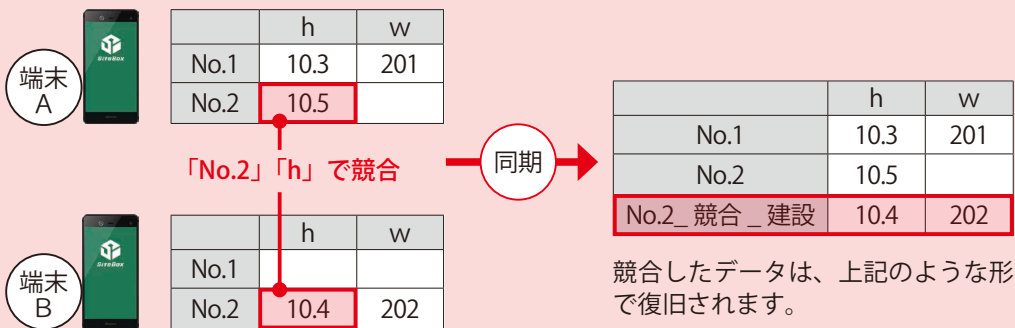 端末
A
SiteBox
h w
No.1 10.3 201
No.2 10.5
「No.2」「h」で競合
同期
端末
B
SiteBox
h w
No.1
No.2 10.4 202
h w
No.1 10.3 201
No.2 10.5
No.2_ 競合 _ 建設 10.4 202
競合したデータは、上記のような形
で復旧されます。